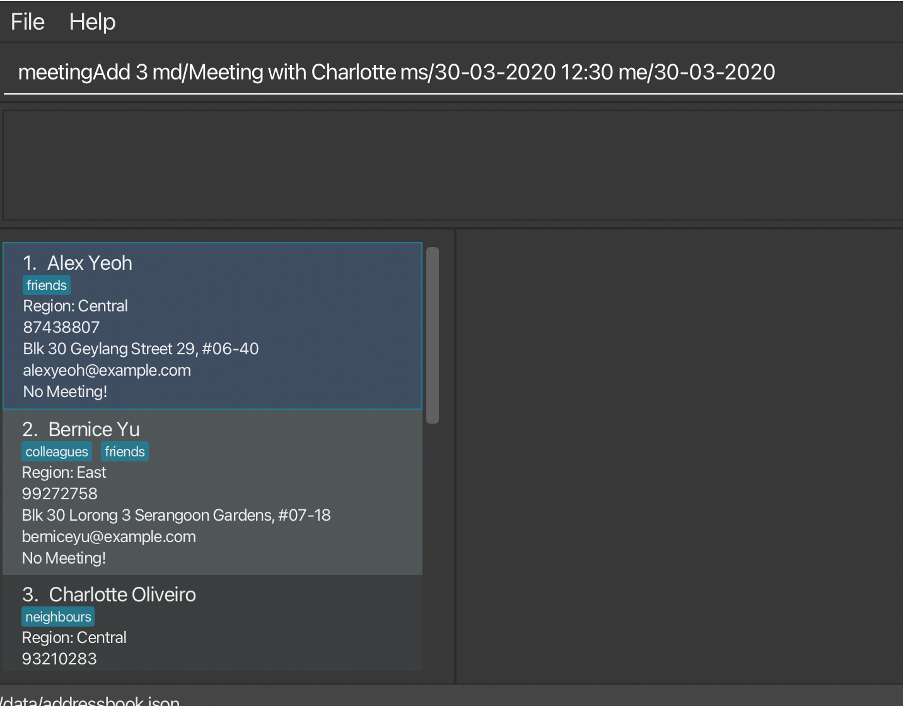 File Help
meetingAdd 3 md/Meeting with Charlotte ms/30-03-2020 12:30 me/30-03-2020
1. Alex Yeoh
friends
Region: Central
87438807
Blk 30 Geylang Street 29, #06-40
alexyeoh@example.com
No Meeting!
2. Bernice Yu
colleagues friends
Region: East
99272758
Blk 30 Lorong 3 Serangoon Gardens, #07-18
berniceyu@example.com
No Meeting!
3. Charlotte Oliveiro
neighbours
Region: Central
93210283
/data/addressbook.json